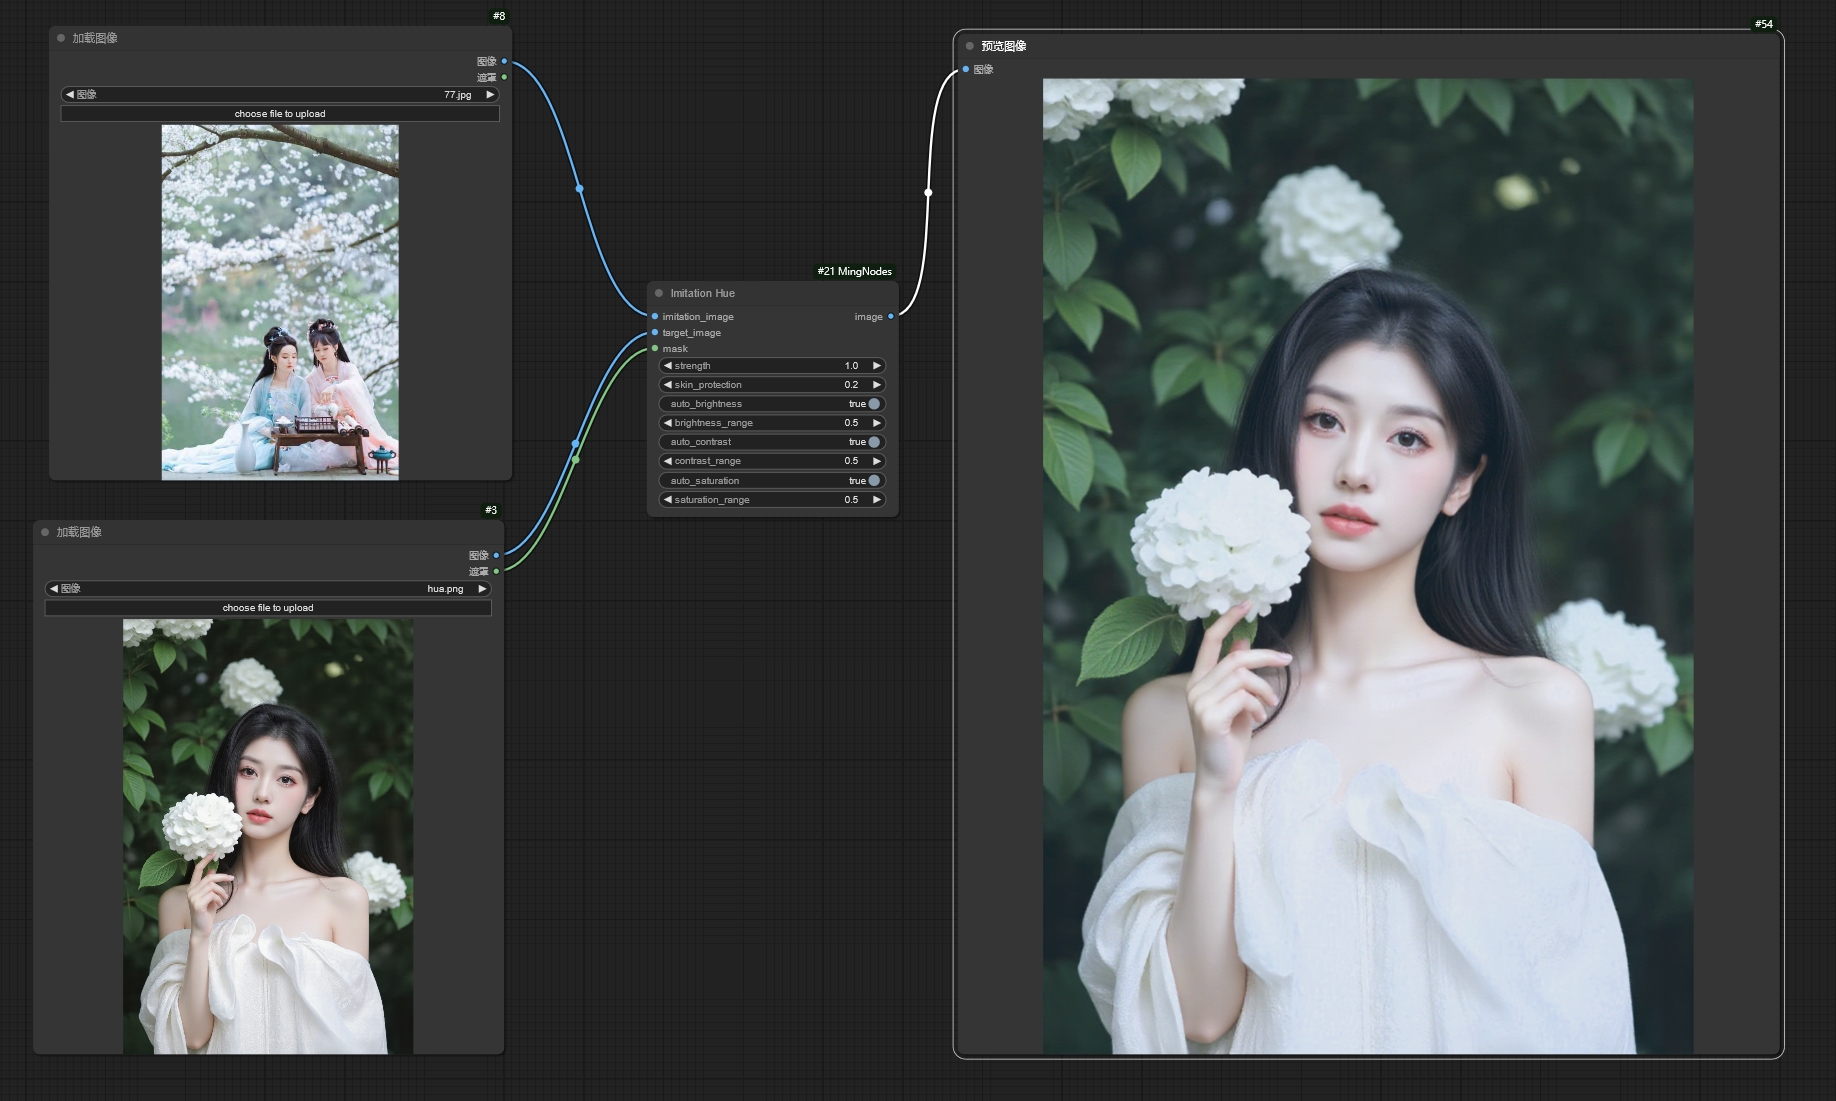 #8
加载图像
图像
遮罩
图像 77.jpg
choose file to upload
#3
加载图像
图像
遮罩
图像 hua.png
choose file to upload
#21 MingNodes
Imitation Hue
imitation_image image
target_image
mask
strength 1.0
skin_protection 0.2
auto_brightness true
brightness_range 0.5
auto_contrast true
contrast_range 0.5
auto_saturation true
saturation_range 0.5
#54
预览图像
图像